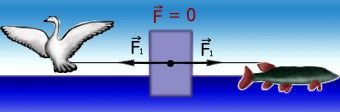 F⃗ = 0
F⃗₁ F⃗₁